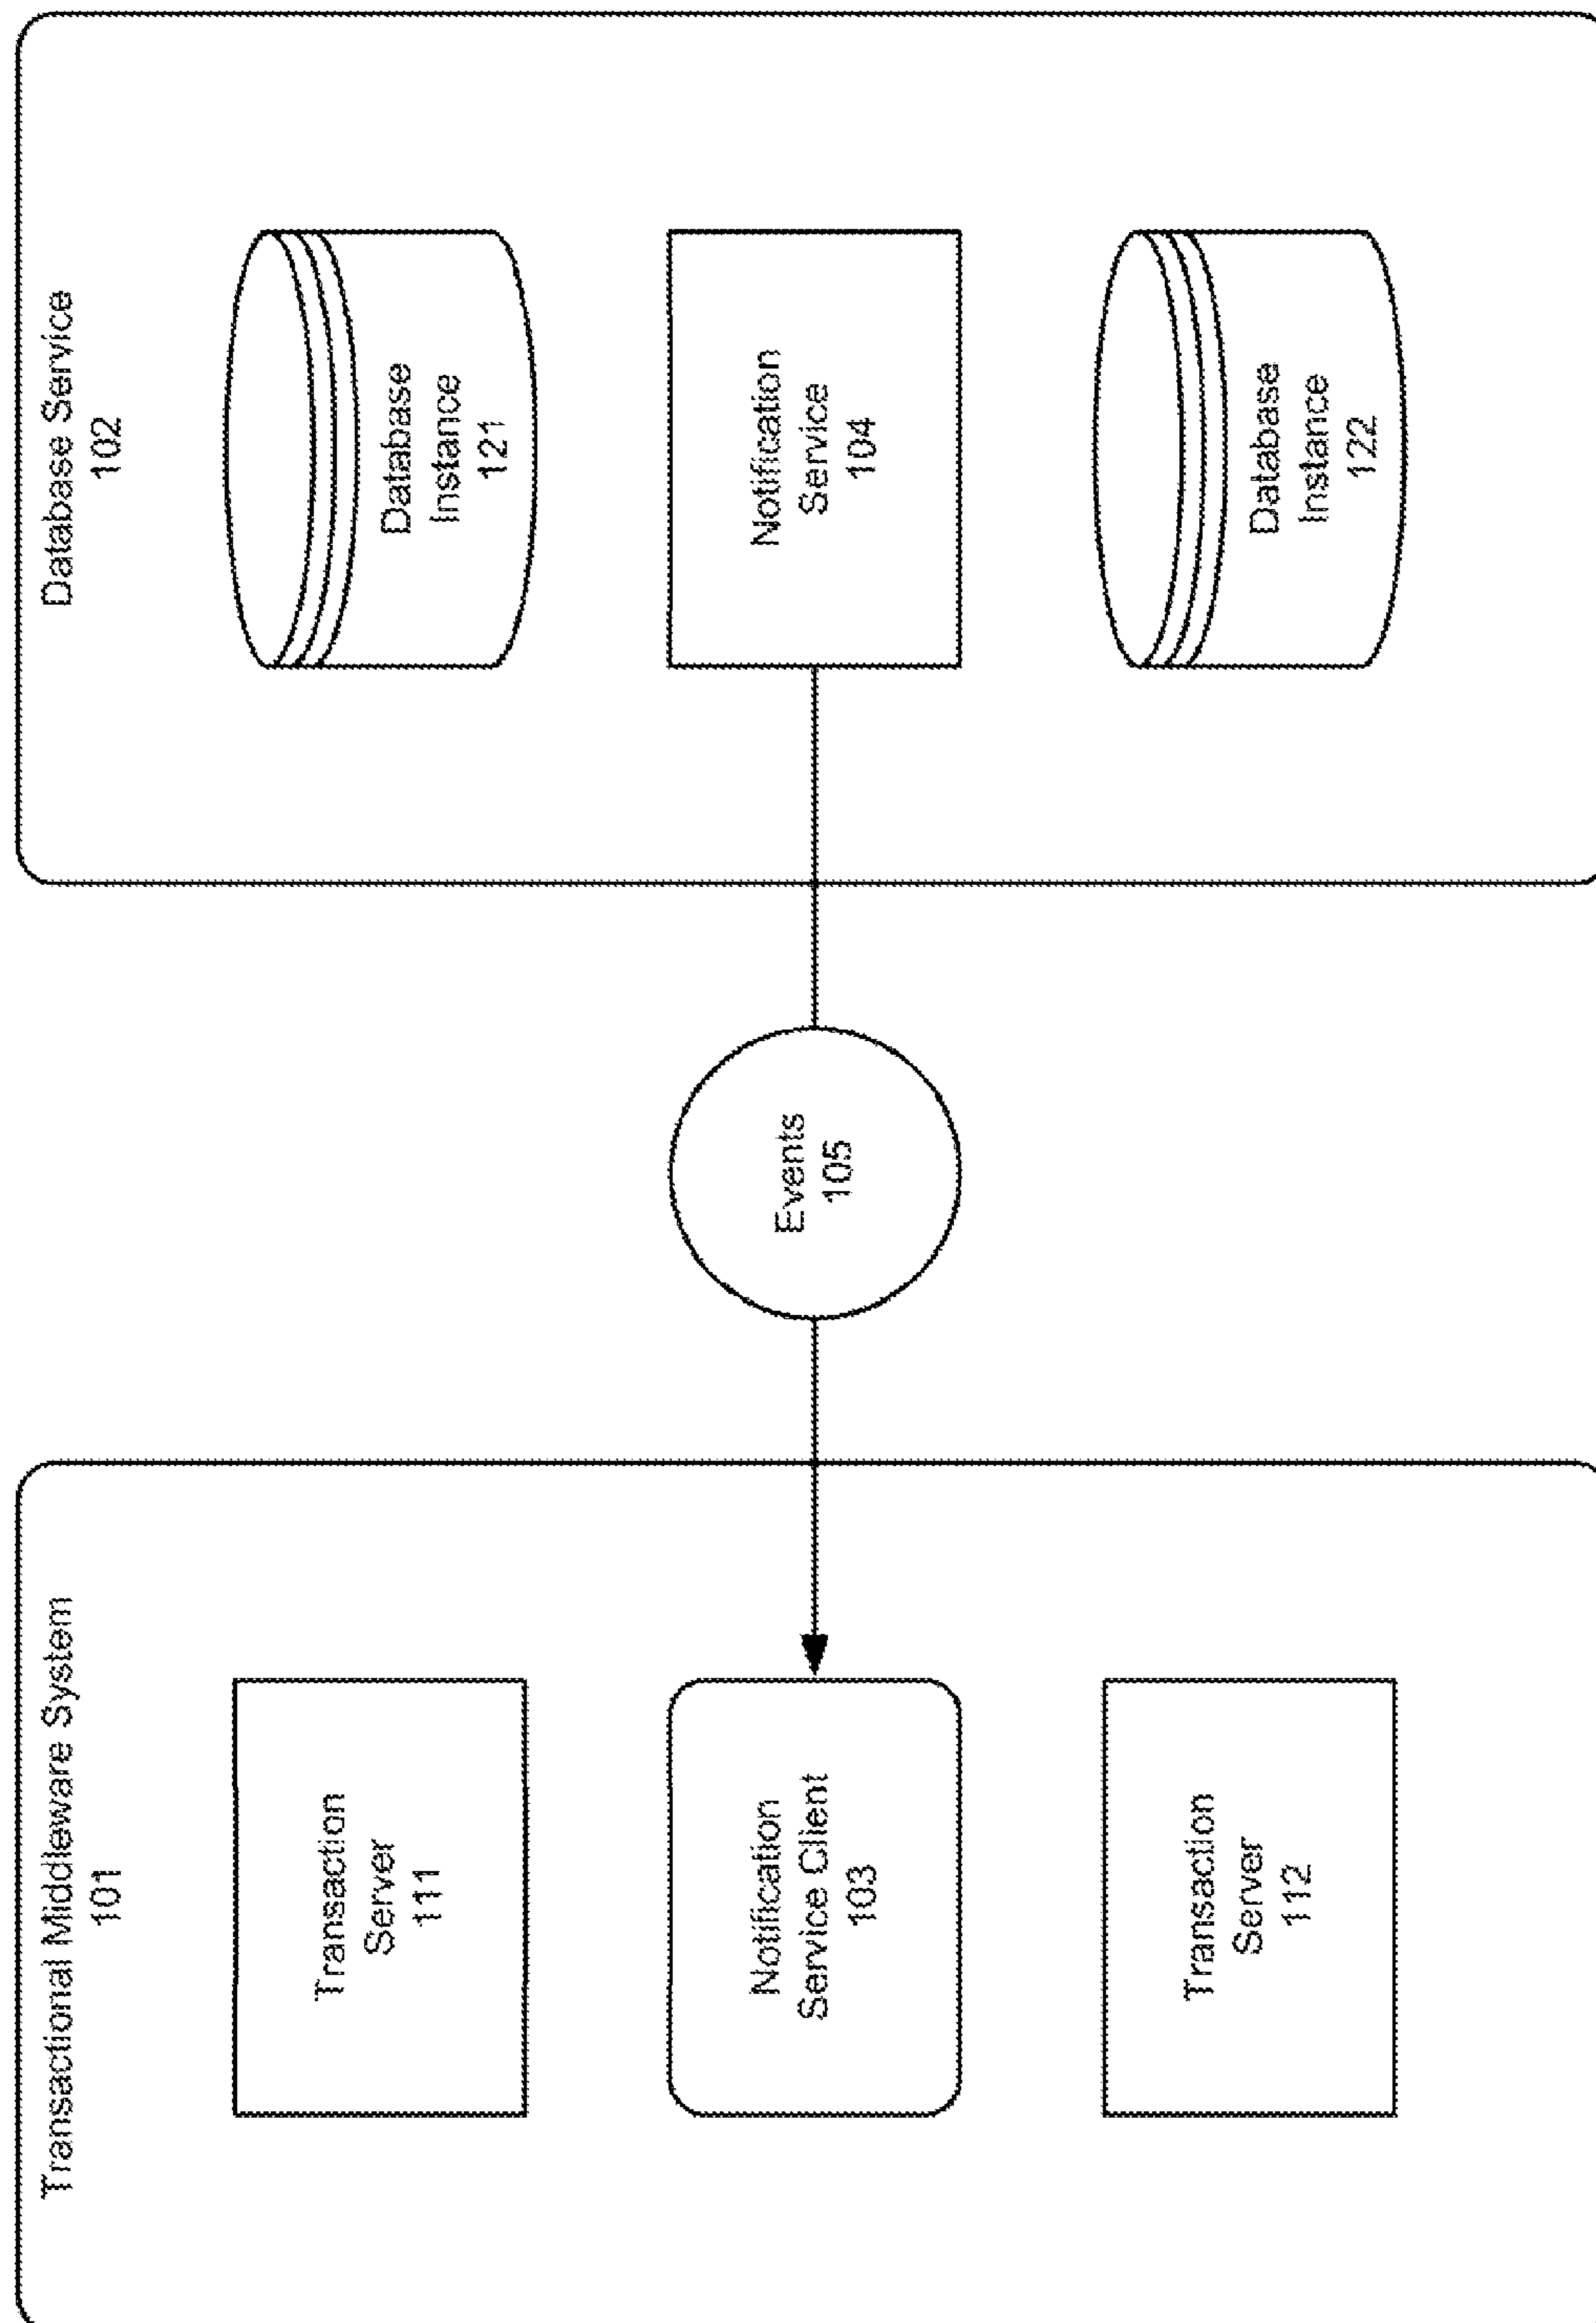 Transactional Middleware System
101
Transaction
Server
111
Notification
Service Client
103
Transaction
Server
112
Events
105
Database Service
102
Database
Instance
121
Notification
Service
104
Database
Instance
122